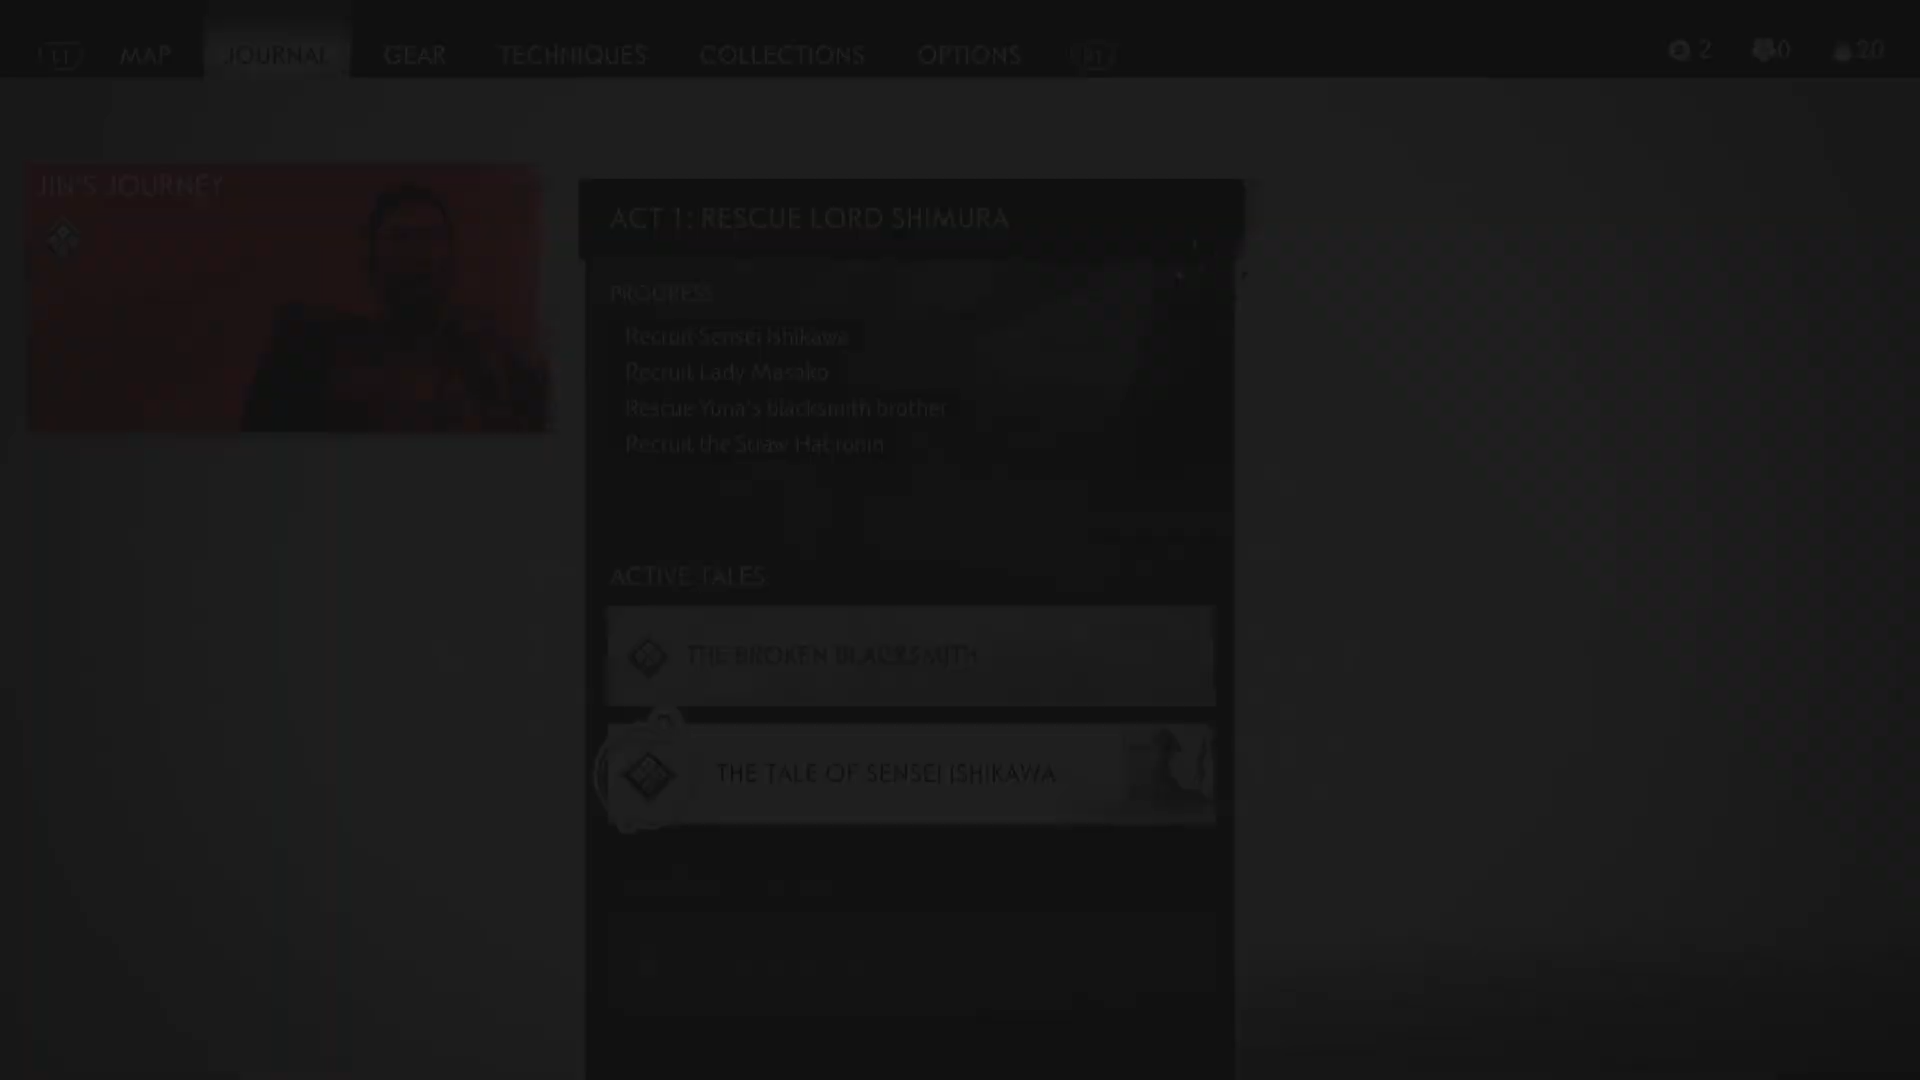 L1 MAP JOURNAL GEAR TECHNIQUES COLLECTIONS OPTIONS R1 2 0 20
JIN'S JOURNEY
ACT 1: RESCUE LORD SHIMURA
PROGRESS
Recruit Sensei Ishikawa
Recruit Lady Masako
Rescue Yuna's blacksmith brother
Recruit the Straw Hat ronin
ACTIVE TALES
THE BROKEN BLACKSMITH
THE TALE OF SENSEI ISHIKAWA